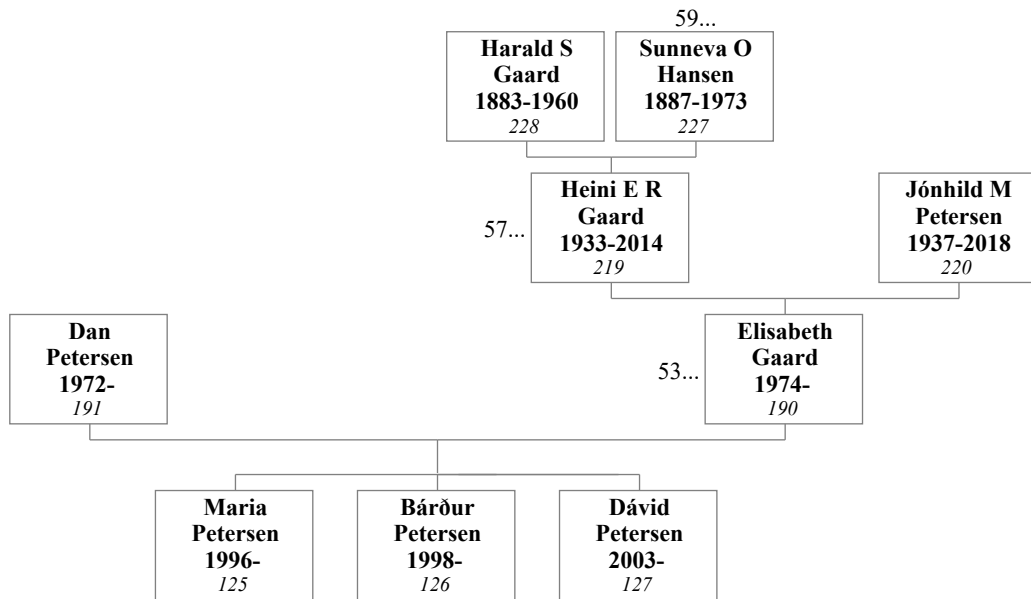 59...
Harald S
Gaard
1883-1960
228
Sunneva O
Hansen
1887-1973
227
57...
Heini E R
Gaard
1933-2014
219
Jónhild M
Petersen
1937-2018
220
Dan
Petersen
1972-
191
53...
Elisabeth
Gaard
1974-
190
Maria
Petersen
1996-
125
Bárður
Petersen
1998-
126
Dávid
Petersen
2003-
127